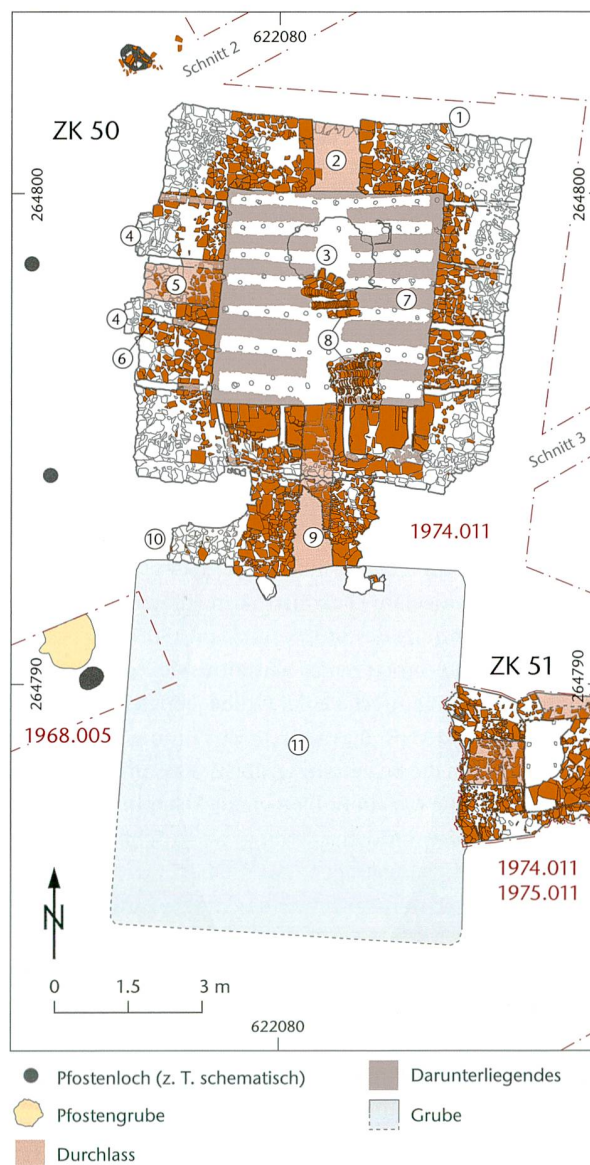 622080
Schnitt 2
ZK 50
1
2
264800
264800
4
3
5
7
4
6
8
Schnitt 3
9
1974.011
10
ZK 51
264790
264790
1968.005
11
1974.011
1975.011
N
0 1.5 3 m
622080
Pfostenloch (z. T. schematisch)
Darunterliegendes
Pfostengrube
Grube
Durchlass